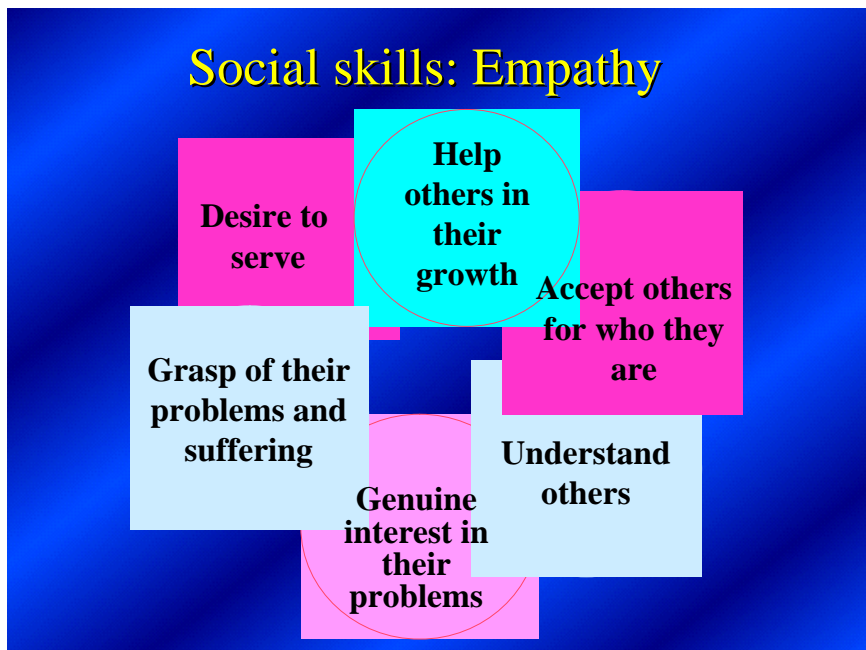 Social skills: Empathy
Help
others in
their
growth
Desire to
serve
Accept others
for who they
are
Grasp of their
problems and
suffering
Understand
others
Genuine
interest in
their
problems